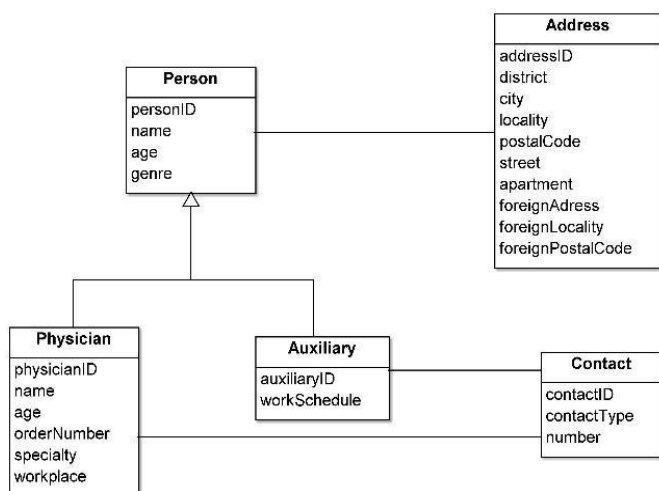 Address
addressID
district
city
locality
postalCode
street
apartment
foreignAdress
foreignLocality
foreignPostalCode
Person
personID
name
age
genre
Physician
physicianID
name
age
orderNumber
specialty
workplace
Auxiliary
auxiliaryID
workSchedule
Contact
contactID
contactType
number